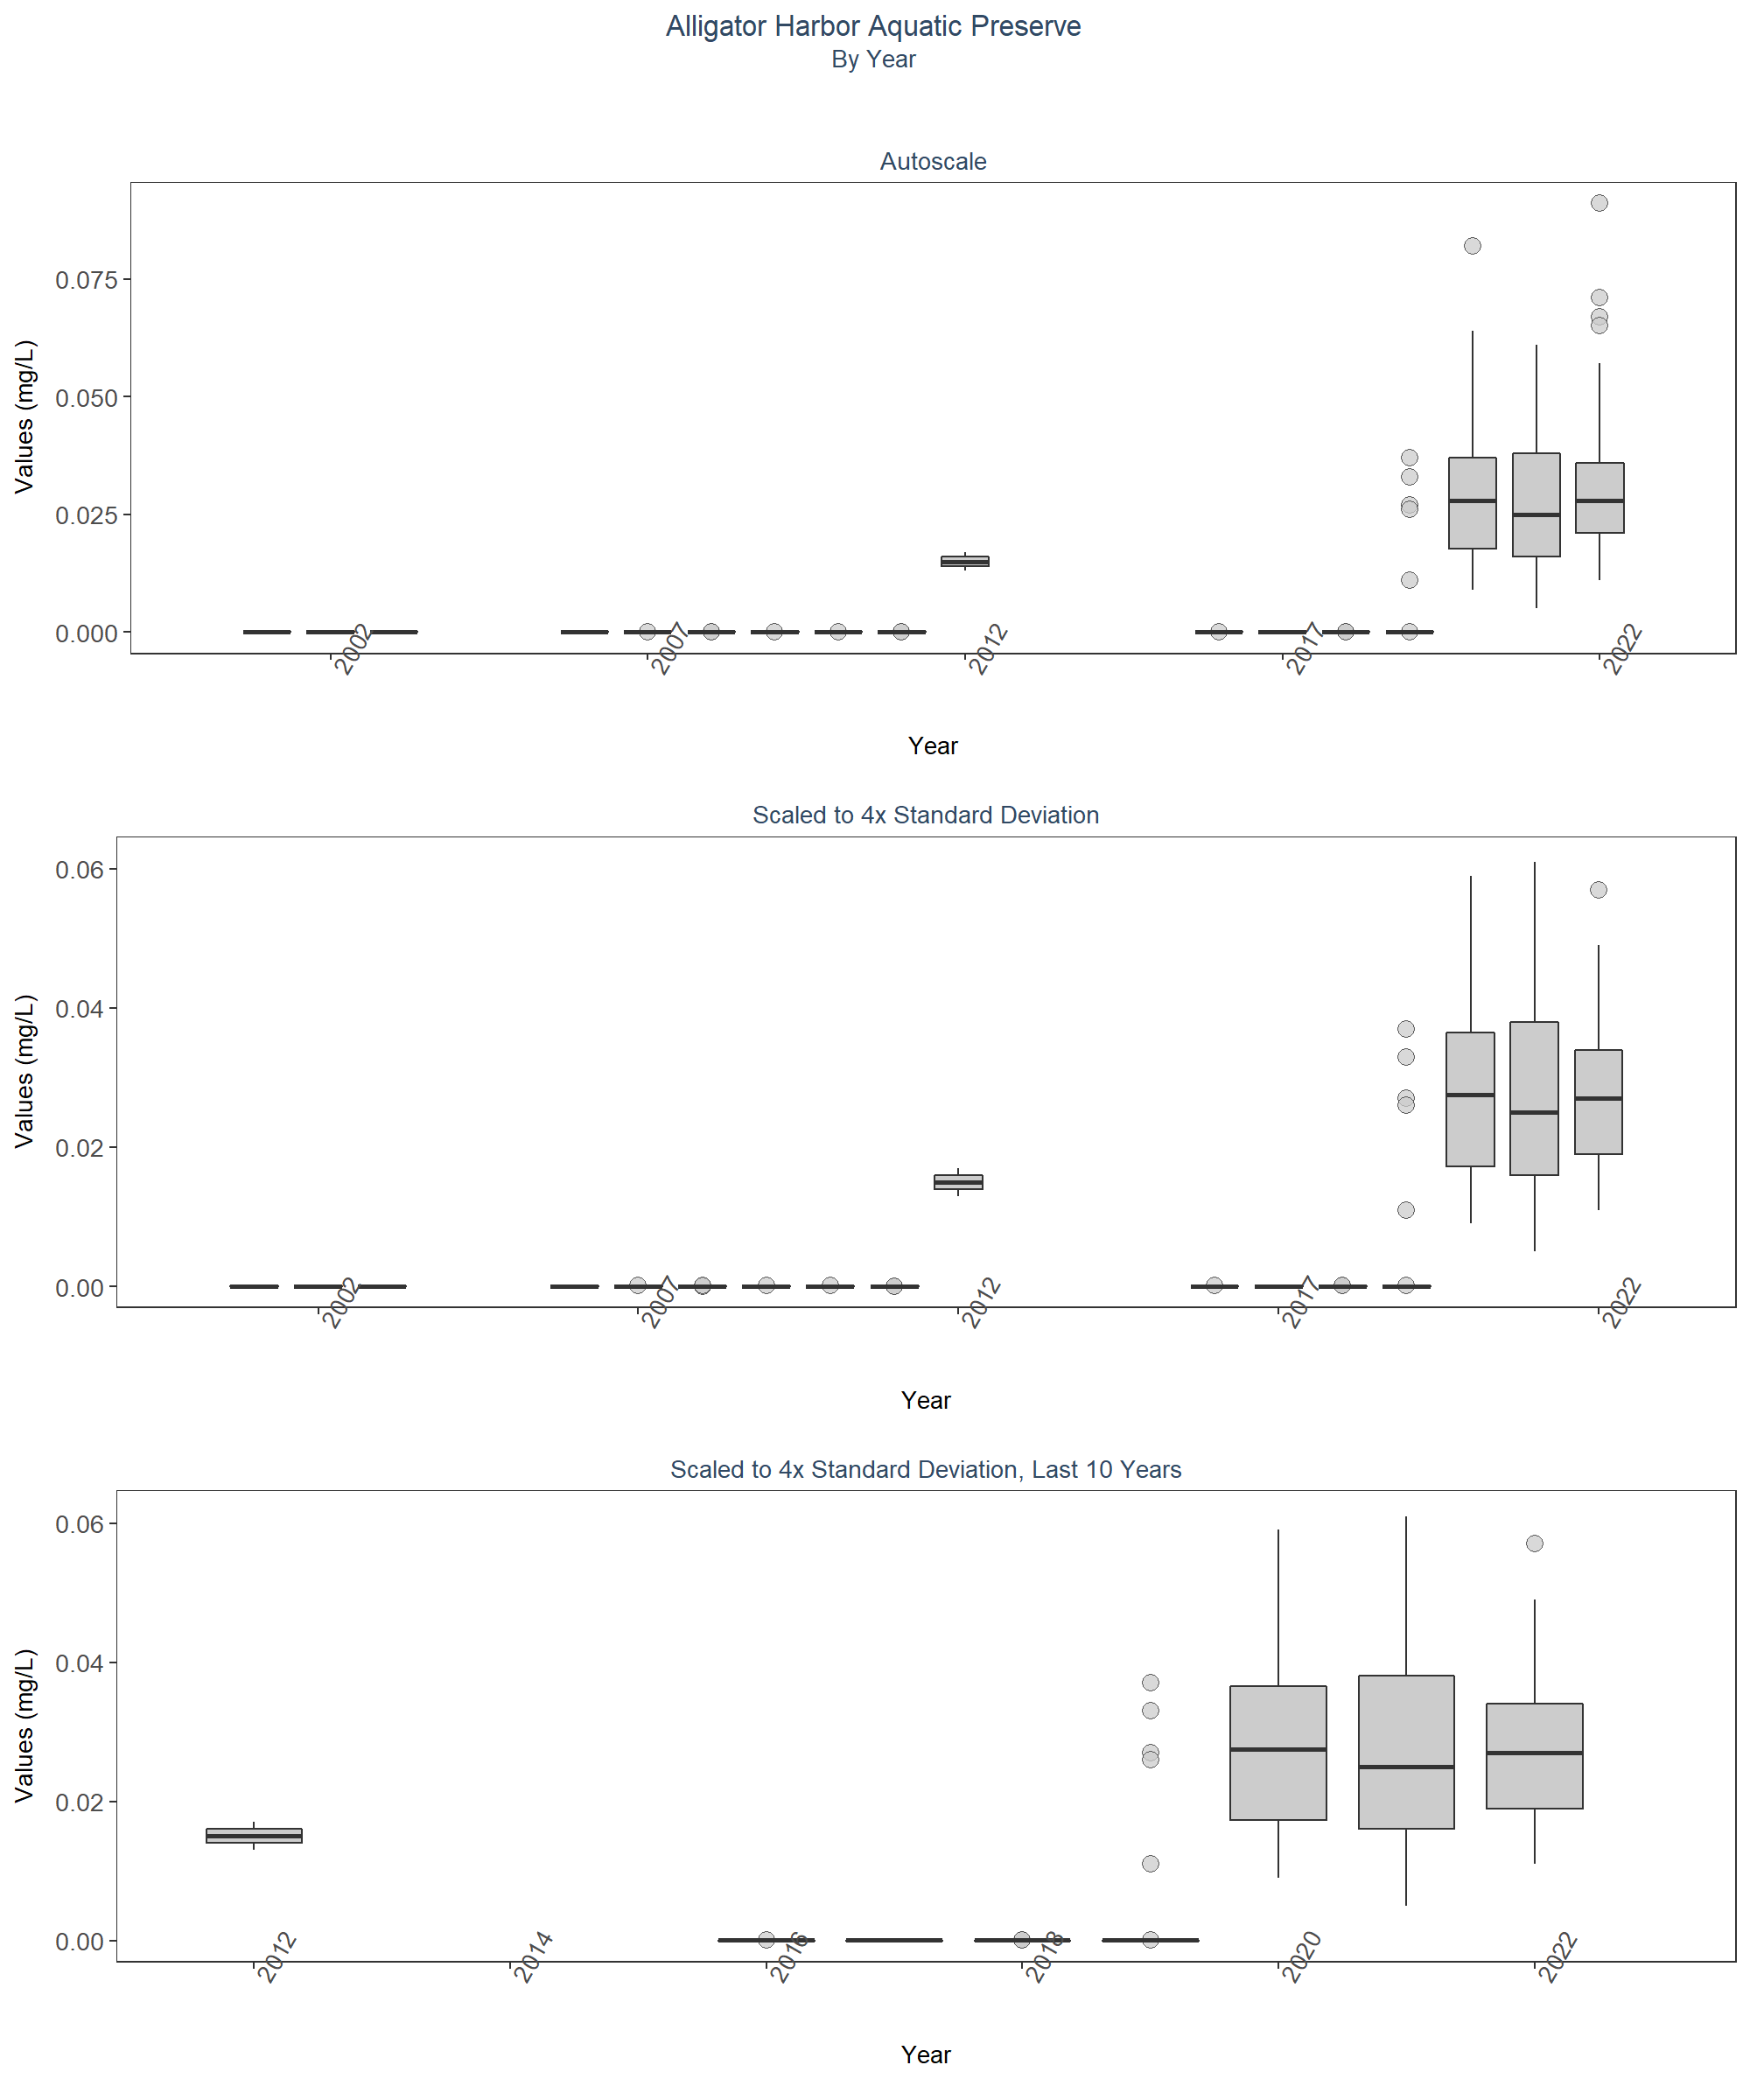 Alligator Harbor Aquatic Preserve
By Year
Autoscale
Values (mg/L)
0.075
0.050
0.025
0.000
2002 2007 2012 2017 2022
Year
Scaled to 4x Standard Deviation
Values (mg/L)
0.06
0.04
0.02
0.00
2002 2007 2012 2017 2022
Year
Scaled to 4x Standard Deviation, Last 10 Years
Values (mg/L)
0.06
0.04
0.02
0.00
2012 2014 2016 2018 2020 2022
Year